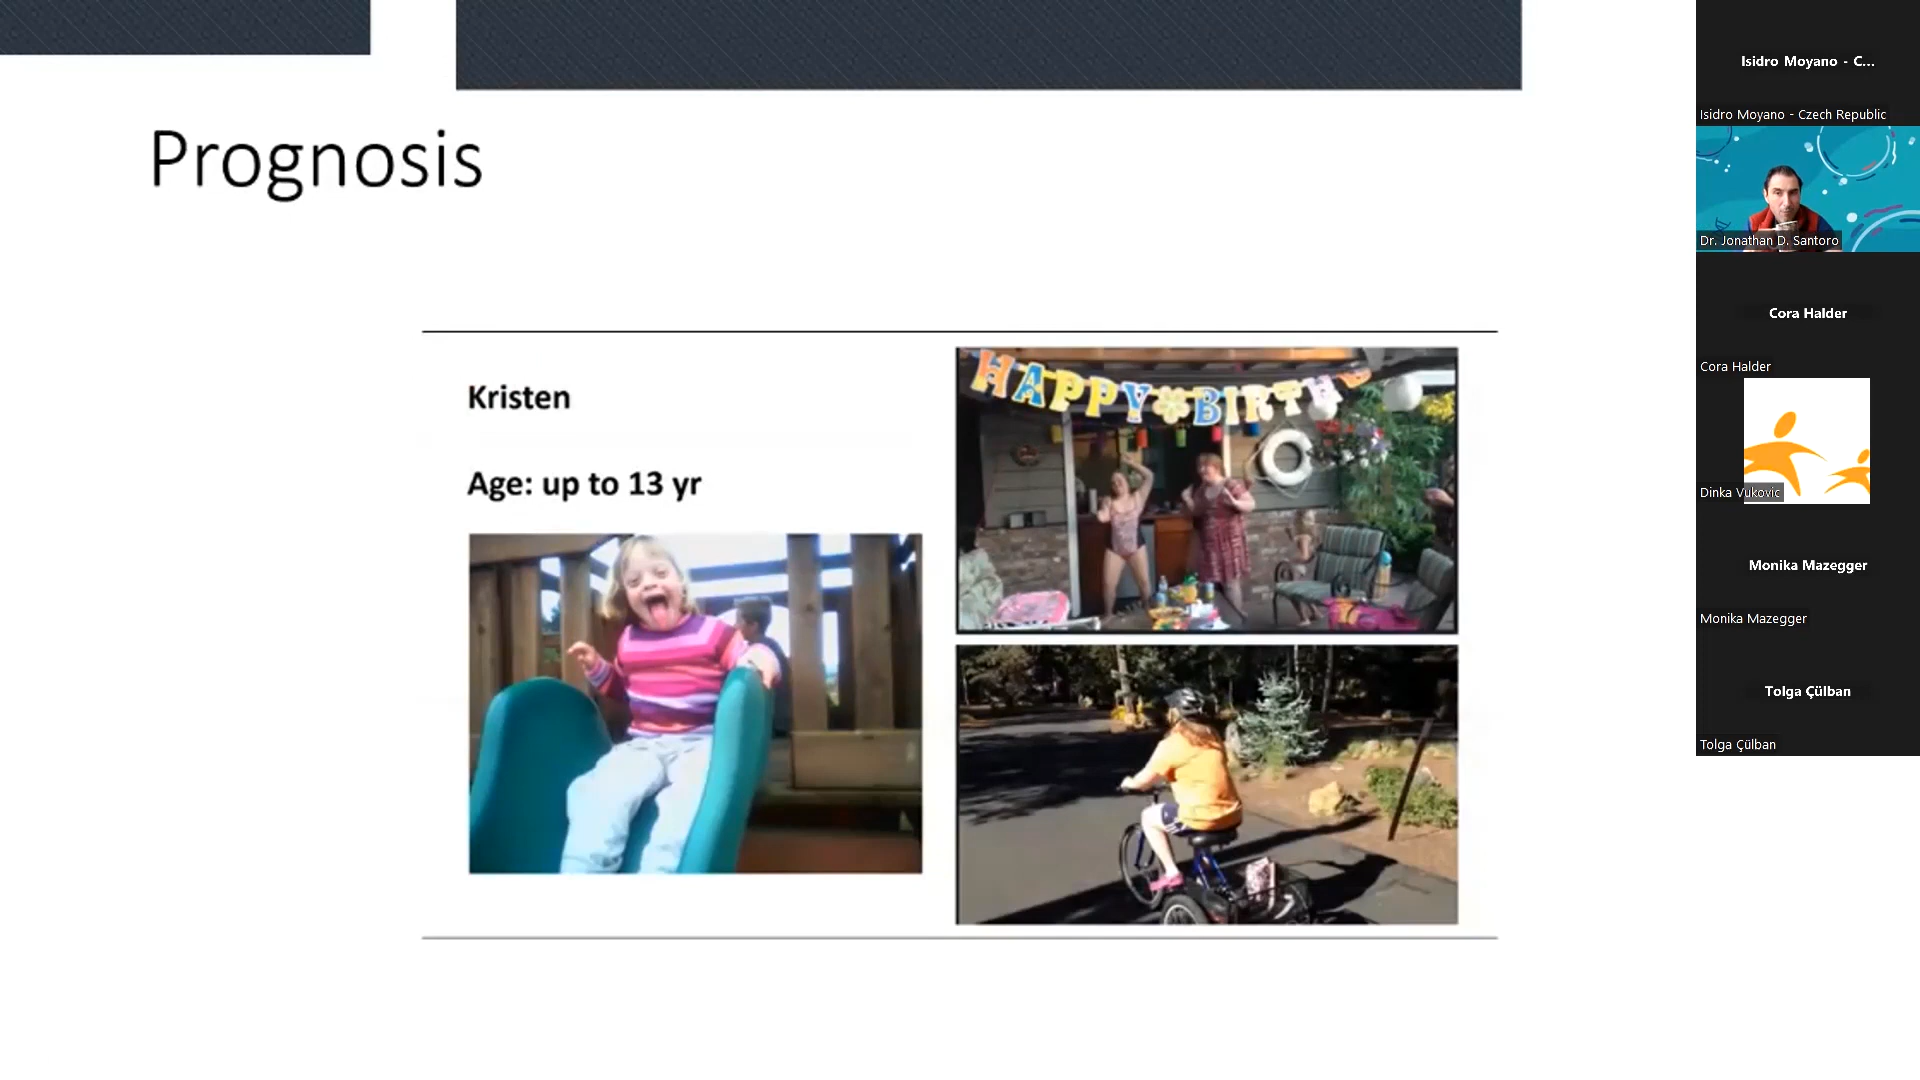 Prognosis
Kristen
Age: up to 13 yr
HAPPY BIRTHD
Isidro Moyano - C...
Isidro Moyano - Czech Republic
Dr. Jonathan D. Santoro
Cora Halder
Cora Halder
Dinka Vukovic
Monika Mazegger
Monika Mazegger
Tolga Çülban
Tolga Çülban